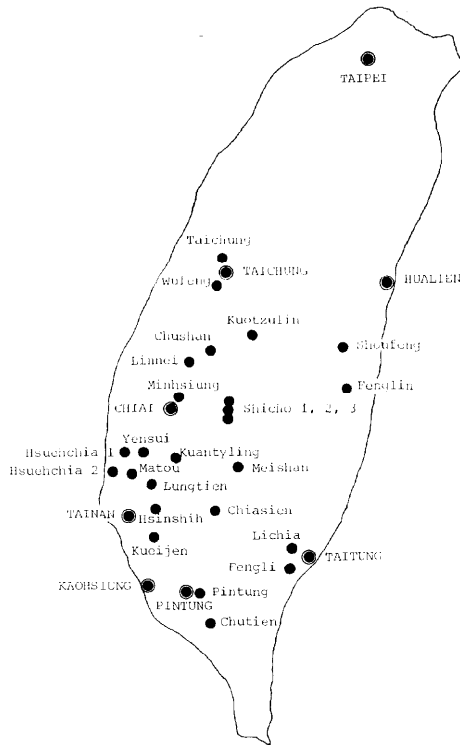 TAIPEI
Taichung
TAICHUNG
Wufeng
HUALIEN
Kuotzulin
Chushan
Shoufong
Linnei
Minhsiung
Fenglin
CHIAI
Shicho 1, 2, 3
Yensui
Hsuehchia 1
Kuantyling
Hsuehchia 2
Matou
Meishan
Lungtien
TAINAN
Hsinshih
Chiasien
Kueijen
Lichia
TAITUNG
Fengli
KAOHSIUNG
PINTUNG
Pintung
Chutien